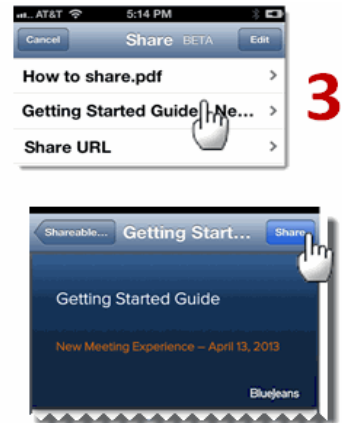 AT&T 5:14 PM
Cancel Share BETA Edit
How to share.pdf
Getting Started Guide Ne...
Share URL
3
Shareable... Getting Start... Share
Getting Started Guide
New Meeting Experience – April 13, 2013
Bluejeans